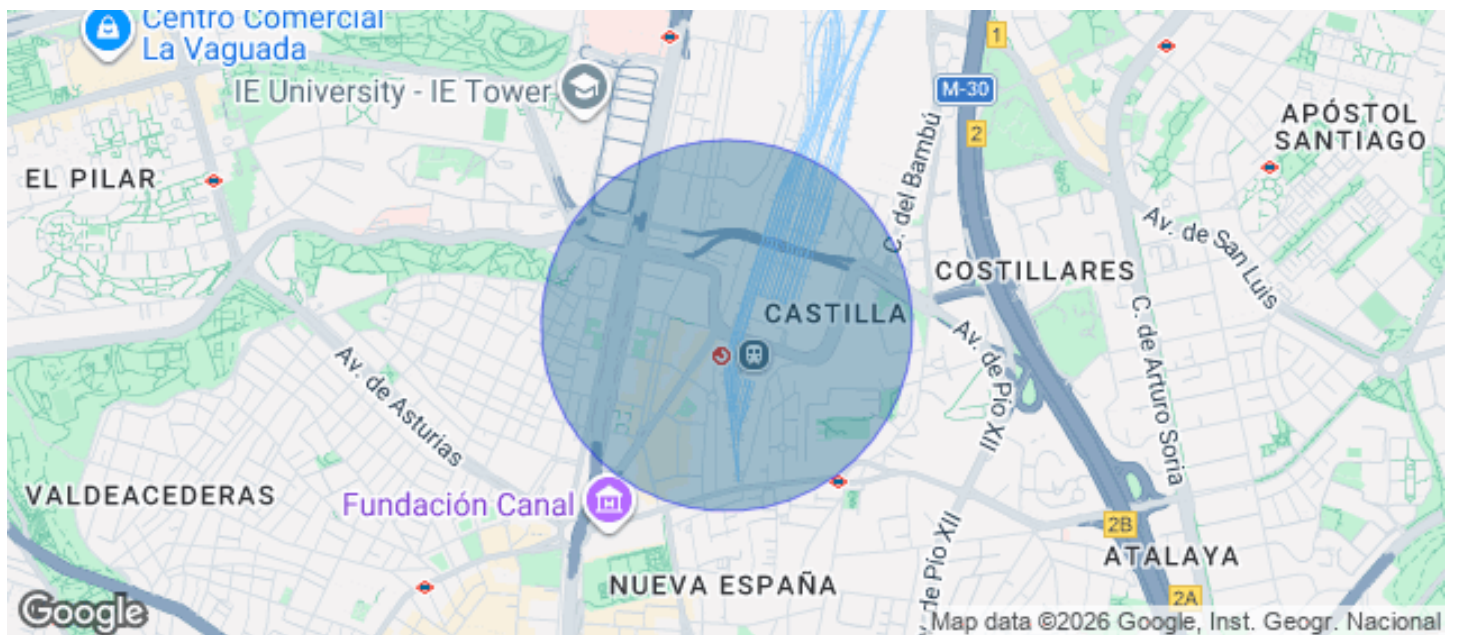 Centro Comercial
La Vaguada
IE University - IE Tower
1
M-30
2
APÓSTOL
SANTIAGO
EL PILAR
C. del Bambú
Av. de San Luis
COSTILLARES
CASTILLA
C. de Arturo Soria
Av. de Asturias
Av. de Pío XII
VALDEACEDERAS
Fundación Canal
2B
ATALAYA
NUEVA ESPAÑA
de Pío XII
2A
Google
Map data ©2026 Google, Inst. Geogr. Nacional